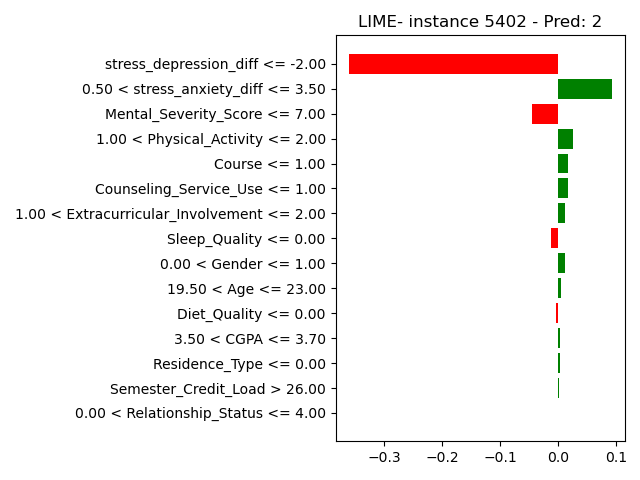 LIME- instance 5402 - Pred: 2
stress_depression_diff <= -2.00
0.50 < stress_anxiety_diff <= 3.50
Mental_Severity_Score <= 7.00
1.00 < Physical_Activity <= 2.00
Course <= 1.00
Counseling_Service_Use <= 1.00
1.00 < Extracurricular_Involvement <= 2.00
Sleep_Quality <= 0.00
0.00 < Gender <= 1.00
19.50 < Age <= 23.00
Diet_Quality <= 0.00
3.50 < CGPA <= 3.70
Residence_Type <= 0.00
Semester_Credit_Load > 26.00
0.00 < Relationship_Status <= 4.00
−0.3 −0.2 −0.1 0.0 0.1